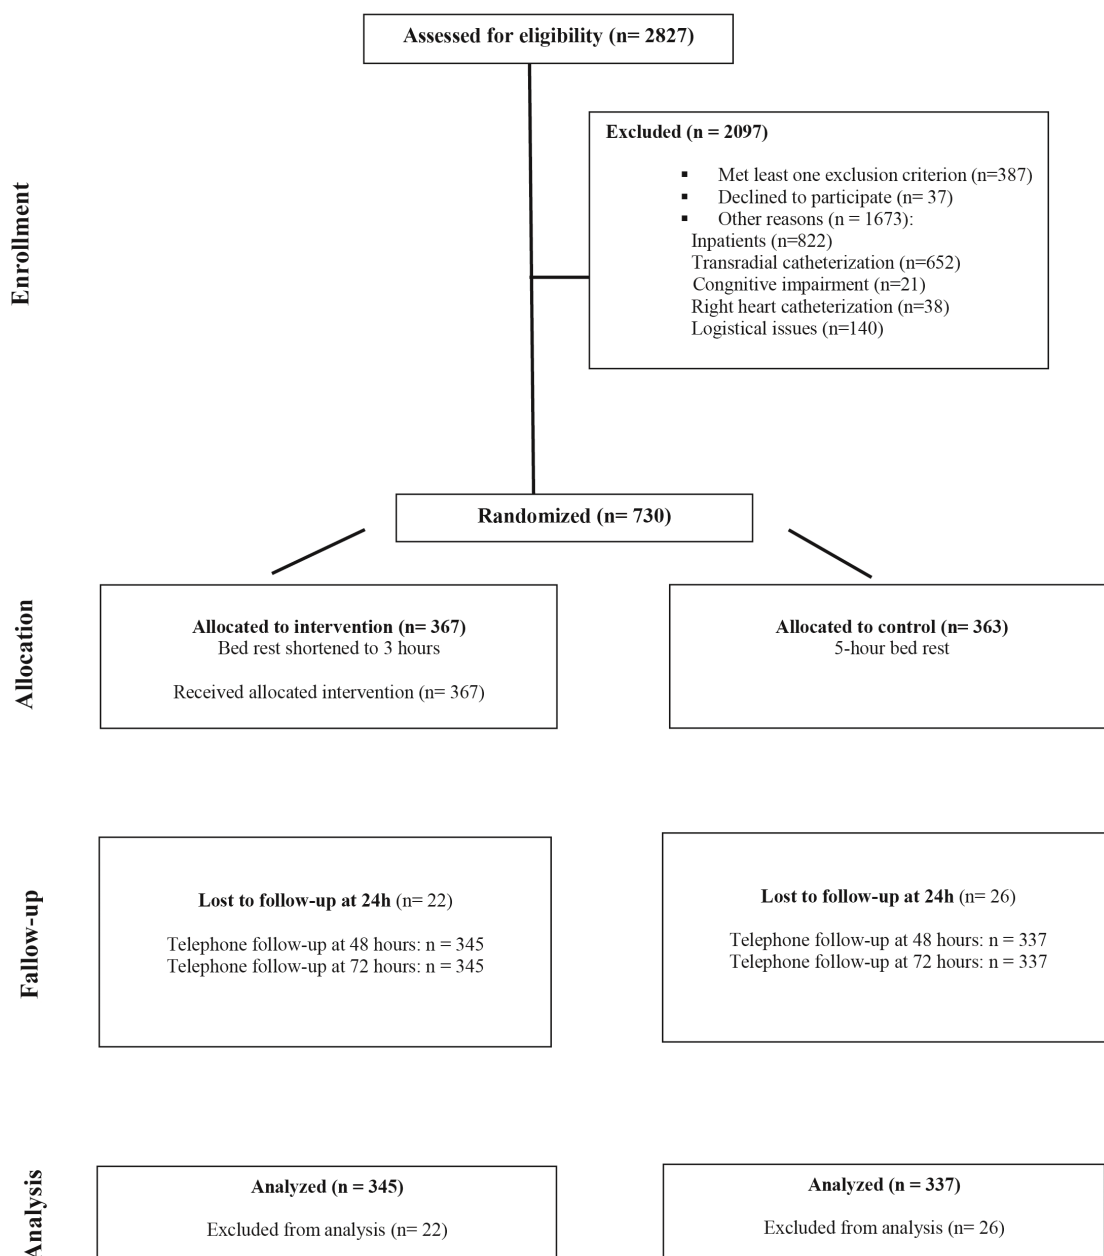 Assessed for eligibility (n= 2827)
Enrollment
Excluded (n = 2097)
▪ Met least one exclusion criterion (n=387)
▪ Declined to participate (n= 37)
▪ Other reasons (n = 1673):
Inpatients (n=822)
Transradial catheterization (n=652)
Congnitive impairment (n=21)
Right heart catheterization (n=38)
Logistical issues (n=140)
Randomized (n= 730)
Allocation
Allocated to intervention (n= 367)
Bed rest shortened to 3 hours
Received allocated intervention (n= 367)
Allocated to control (n= 363)
5-hour bed rest
Fallow-up
Lost to follow-up at 24h (n= 22)
Telephone follow-up at 48 hours: n = 345
Telephone follow-up at 72 hours: n = 345
Lost to follow-up at 24h (n= 26)
Telephone follow-up at 48 hours: n = 337
Telephone follow-up at 72 hours: n = 337
Analysis
Analyzed (n = 345)
Excluded from analysis (n= 22)
Analyzed (n = 337)
Excluded from analysis (n= 26)